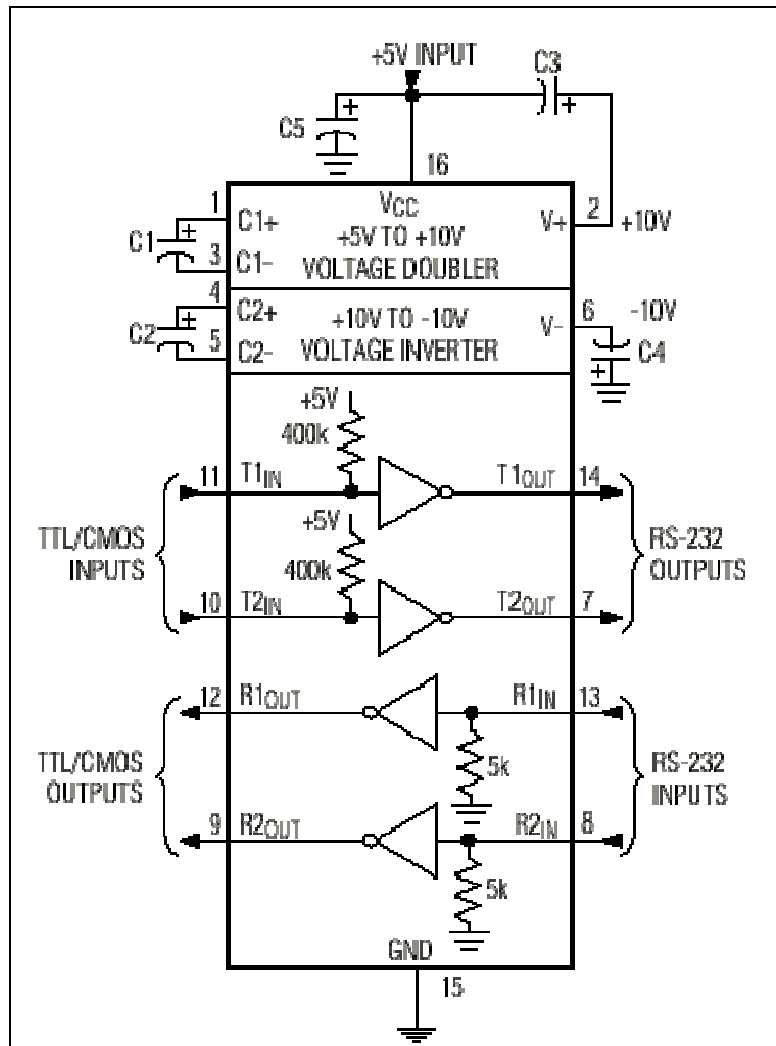 +5V INPUT
C3
+
C5
+
16
1
C1+
VCC
V+
2
+10V
C1
+
+5V TO +10V
3
C1-
VOLTAGE DOUBLER
4
C2+
+10V TO -10V
V-
6
-10V
C2
+
5
C2-
VOLTAGE INVERTER
+
C4
+5V
400k
11
T1IN
T1OUT
14
+5V
TTL/CMOS
INPUTS
400k
RS-232
OUTPUTS
10
T2IN
T2OUT
7
12
R1OUT
R1IN
13
TTL/CMOS
OUTPUTS
5k
RS-232
INPUTS
9
R2OUT
R2IN
8
5k
GND
15